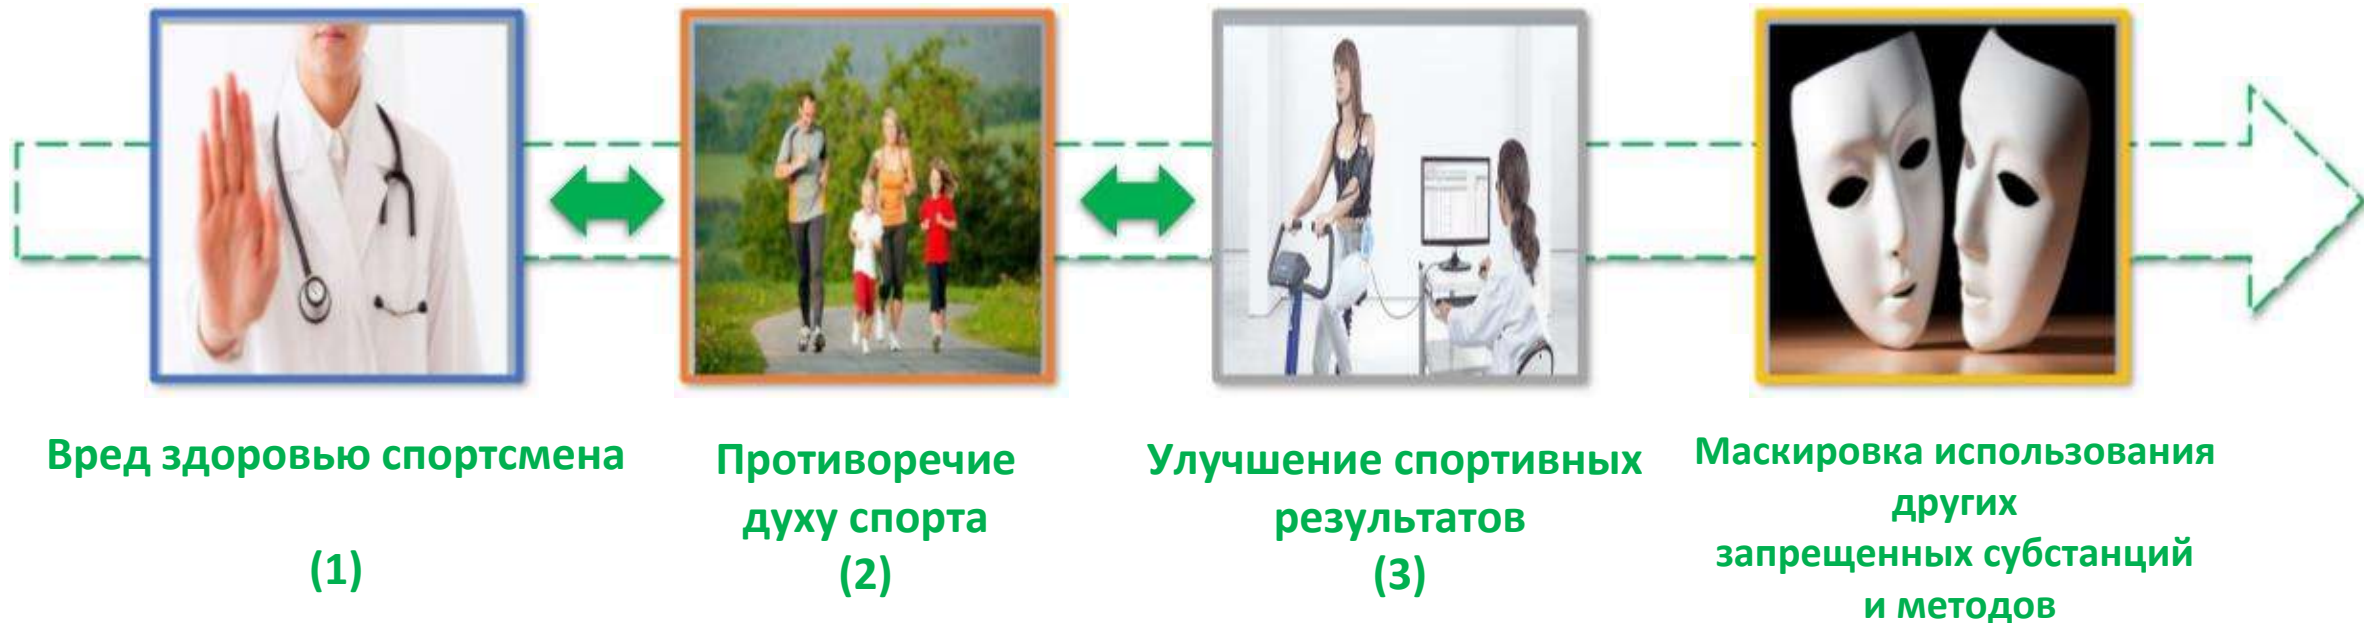 Вред здоровью спортсмена
(1)
Противоречие
духу спорта
(2)
Улучшение спортивных
результатов
(3)
Маскировка использования
других
запрещенных субстанций
и методов